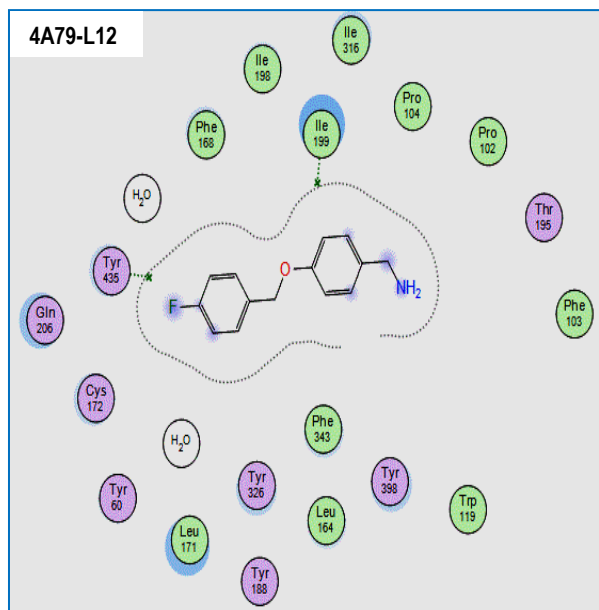 4A79-L12
Ile
316
Ile
198
Pro
104
Phe
168
Ile
199
Pro
102
H₂O
Thr
195
Tyr
435
O
NH₂
F
Gln
206
Phe
103
Cys
172
Phe
343
H₂O
Tyr
326
Tyr
398
Tyr
60
Trp
119
Leu
164
Leu
171
Tyr
188